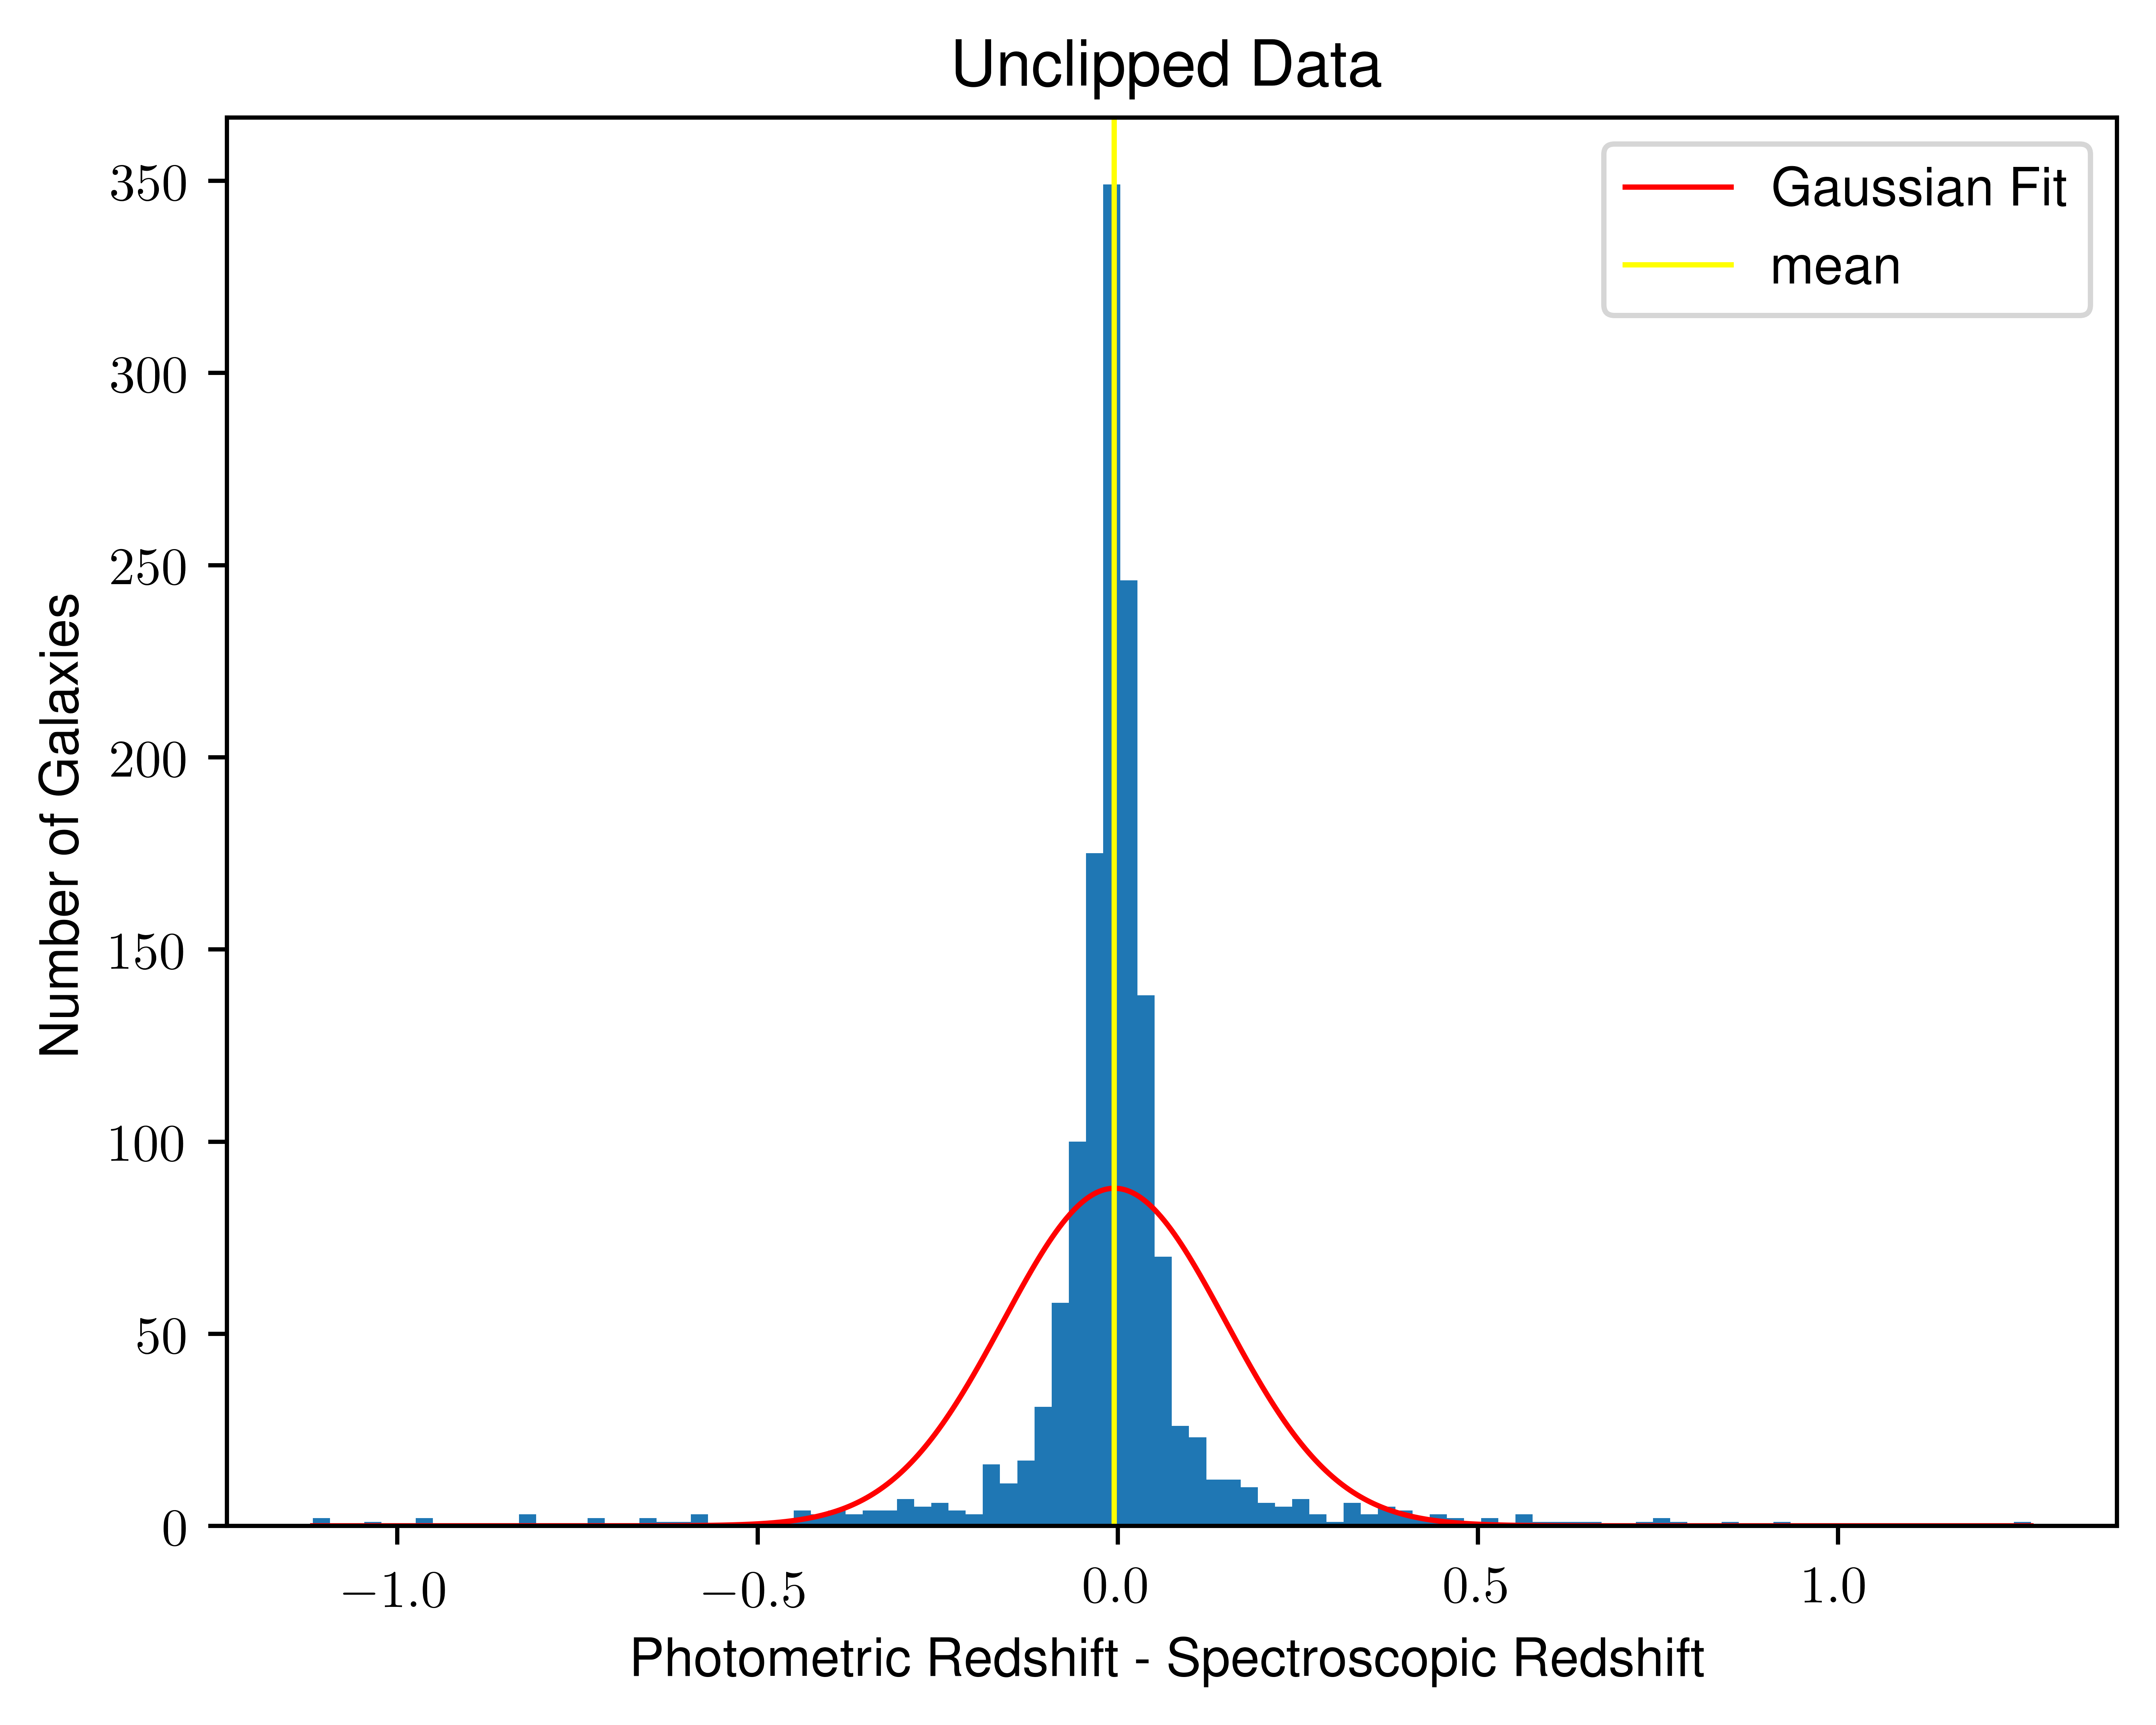 Unclipped Data
Gaussian Fit
mean
350
300
250
200
150
100
50
0
Number of Galaxies
−1.0 −0.5 0.0 0.5 1.0
Photometric Redshift - Spectroscopic Redshift